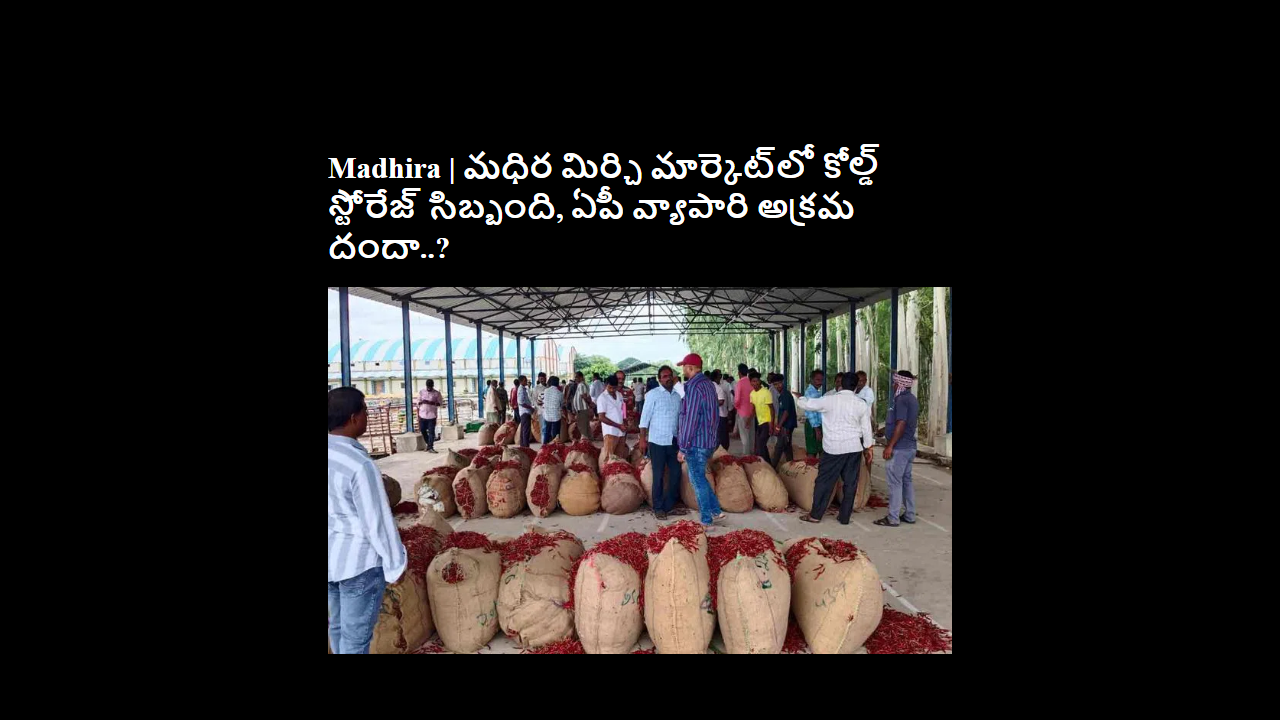 Madhira | మధిర మిర్చి మార్కెట్‌లో కోల్డ్
స్టోరేజ్ సిబ్బంది, ఏపీ వ్యాపారి అక్రమ
దందా..?